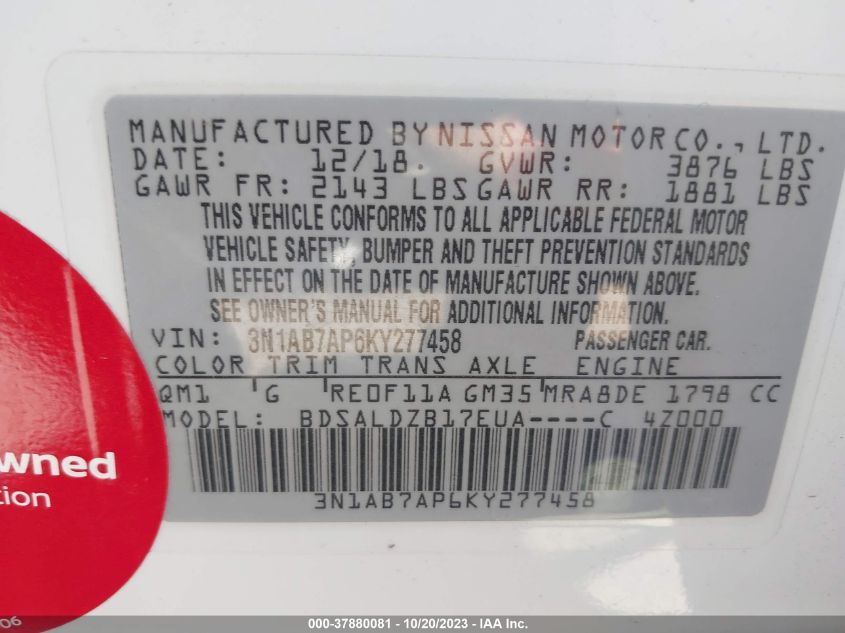 MANUFACTURED BY NISSAN MOTOR CO., LTD.
DATE: 12/18. GVWR: 3876 LBS
GAWR FR: 2143 LBS GAWR RR: 1881 LBS
THIS VEHICLE CONFORMS TO ALL APPLICABLE FEDERAL MOTOR
VEHICLE SAFETY, BUMPER AND THEFT PREVENTION STANDARDS
IN EFFECT ON THE DATE OF MANUFACTURE SHOWN ABOVE.
SEE OWNER'S MANUAL FOR ADDITIONAL INFORMATION.
VIN: 3N1AB7AP6KY277458 PASSENGER CAR.
COLOR TRIM TRANS AXLE ENGINE
QM1 G RE0F11A GM35 MRA8DE 1798 CC
MODEL: BDSALDZB17EUA----C 4Z000
3N1AB7AP6KY277458
wned
tion
06
000-37880081 - 10/20/2023 - IAA Inc.